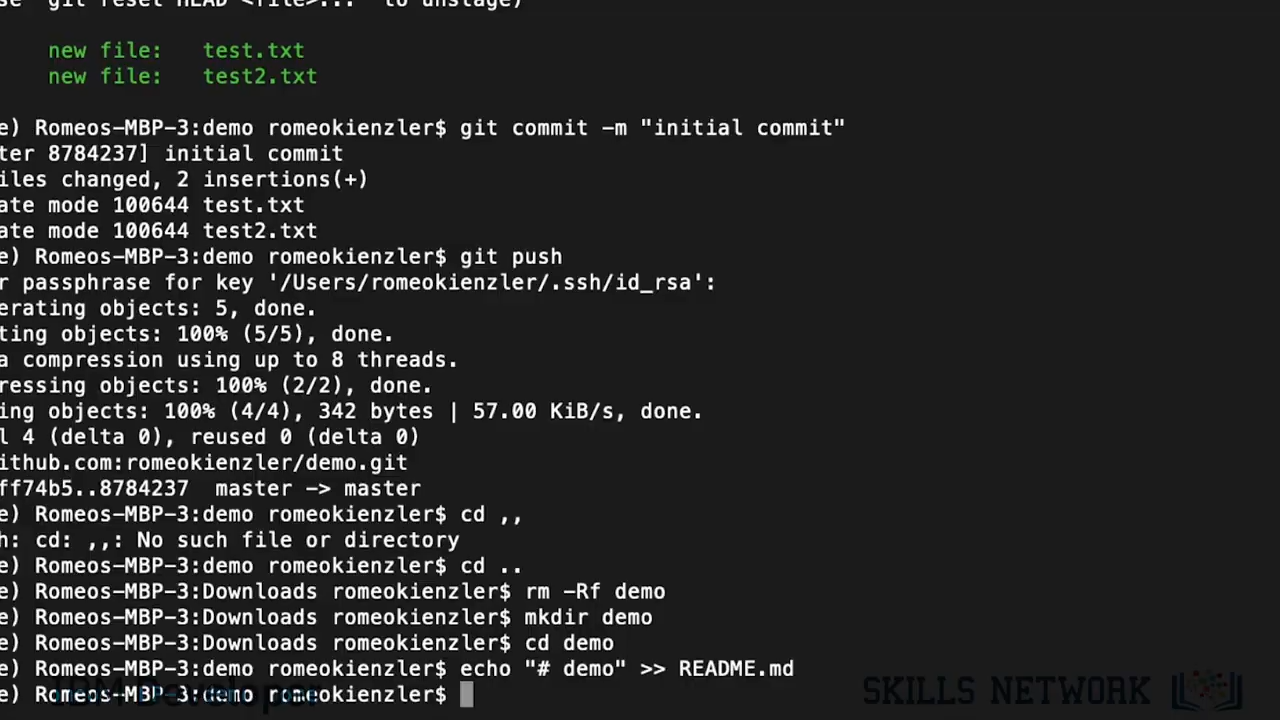 se "git reset HEAD <file>..." to unstage)
new file:   test.txt
new file:   test2.txt
e) Romeos-MBP-3:demo romeokienzler$ git commit -m "initial commit"
ter 8784237] initial commit
iles changed, 2 insertions(+)
ate mode 100644 test.txt
ate mode 100644 test2.txt
e) Romeos-MBP-3:demo romeokienzler$ git push
r passphrase for key '/Users/romeokienzler/.ssh/id_rsa':
erating objects: 5, done.
ting objects: 100% (5/5), done.
a compression using up to 8 threads.
ressing objects: 100% (2/2), done.
ing objects: 100% (4/4), 342 bytes | 57.00 KiB/s, done.
l 4 (delta 0), reused 0 (delta 0)
ithub.com:romeokienzler/demo.git
ff74b5..8784237  master -> master
e) Romeos-MBP-3:demo romeokienzler$ cd ,,
h: cd: ,,: No such file or directory
e) Romeos-MBP-3:demo romeokienzler$ cd ..
e) Romeos-MBP-3:Downloads romeokienzler$ rm -Rf demo
e) Romeos-MBP-3:Downloads romeokienzler$ mkdir demo
e) Romeos-MBP-3:Downloads romeokienzler$ cd demo
e) Romeos-MBP-3:demo romeokienzler$ echo "# demo" >> README.md
e) Romeos-MBP-3:demo romeokienzler$
IBM Developer
SKILLS NETWORK